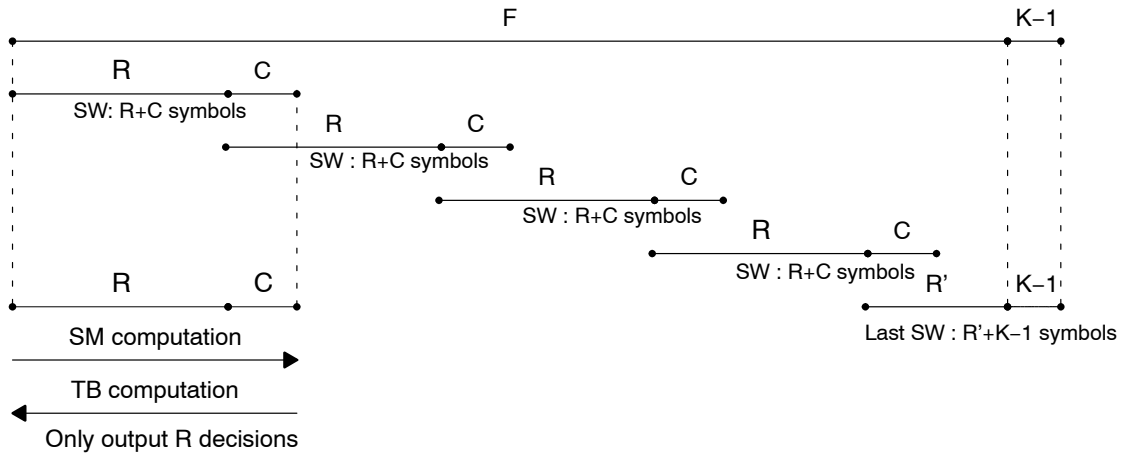 F K−1
R C
SW: R+C symbols
R C
SW : R+C symbols
R C
SW : R+C symbols
R C
SW : R+C symbols
R C R' K−1
Last SW : R'+K−1 symbols
SM computation
TB computation
Only output R decisions